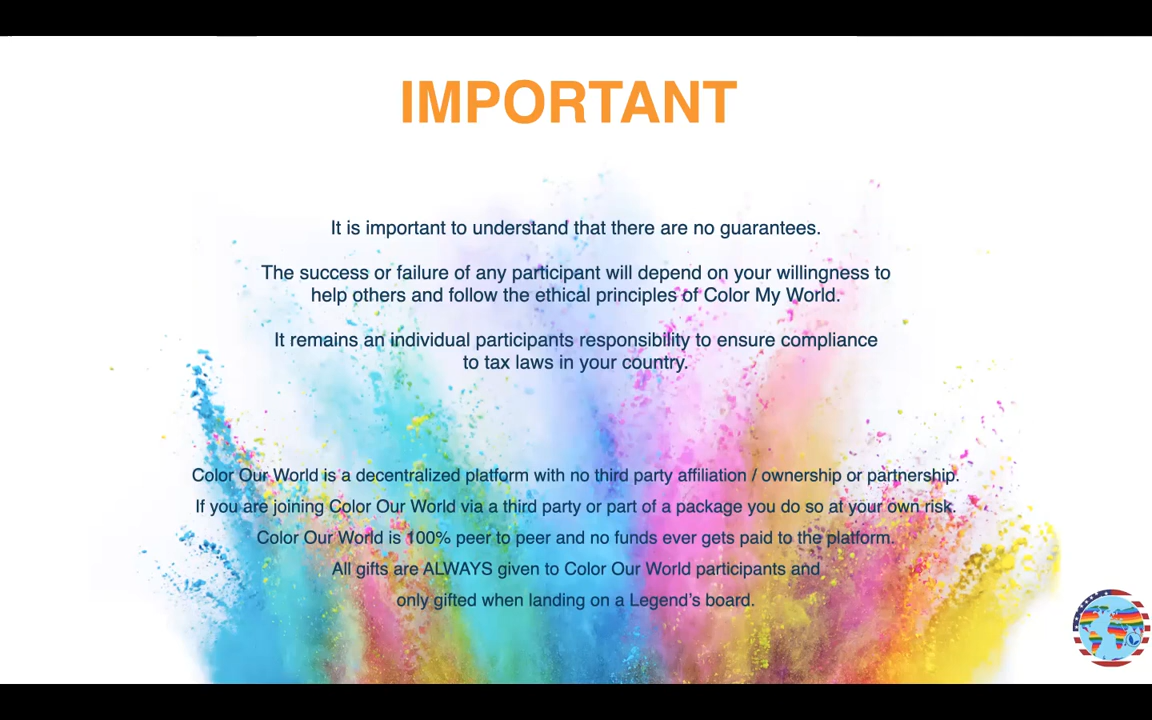 IMPORTANT
It is important to understand that there are no guarantees.
The success or failure of any participant will depend on your willingness to
help others and follow the ethical principles of Color My World.
It remains an individual participants responsibility to ensure compliance
to tax laws in your country.
Color Our World is a decentralized platform with no third party affiliation / ownership or partnership.
If you are joining Color Our World via a third party or part of a package you do so at your own risk.
Color Our World is 100% peer to peer and no funds ever gets paid to the platform.
All gifts are ALWAYS given to Color Our World participants and
only gifted when landing on a Legend's board.